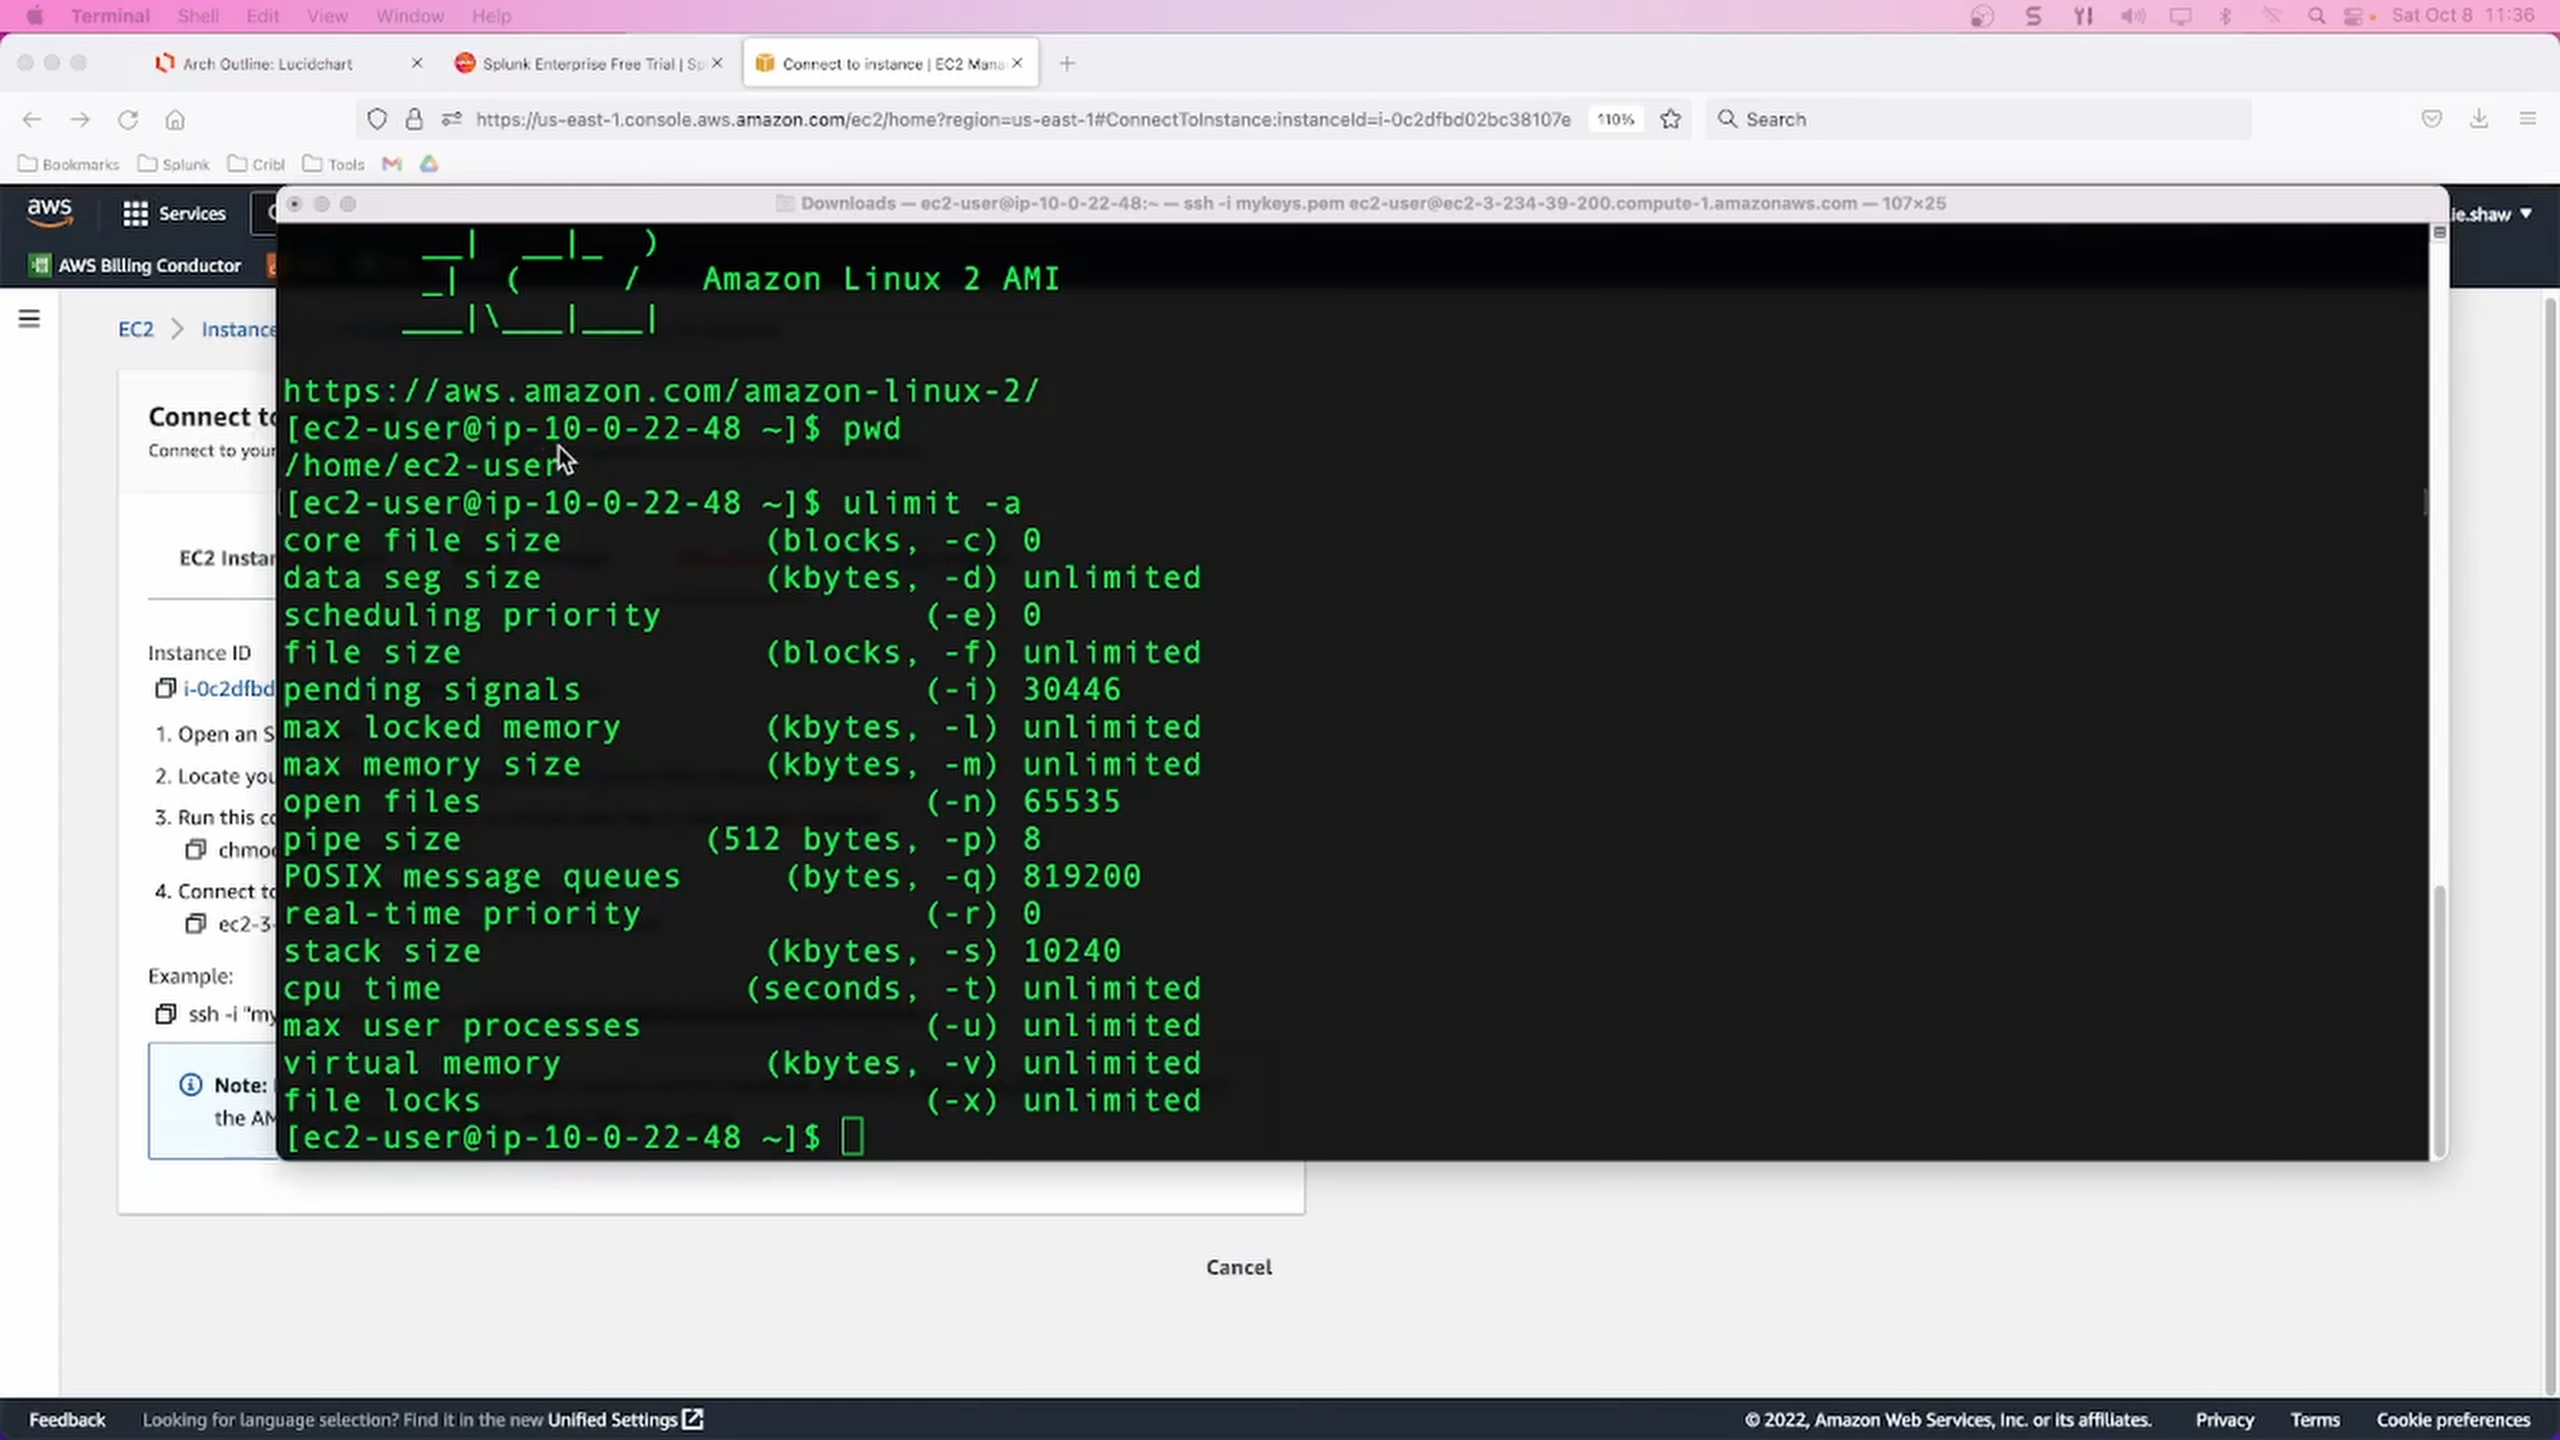 Terminal Shell Edit View Window Help Sat Oct 8 11:36
Arch Outline: Lucidchart Splunk Enterprise Free Trial | Sp Connect to instance | EC2 Mana
https://us-east-1.console.aws.amazon.com/ec2/home?region=us-east-1#ConnectToInstance:instanceId=i-0c2dfbd02bc38107e 110% Search
Bookmarks Splunk Cribl Tools
aws Services ie.shaw
Downloads — ec2-user@ip-10-0-22-48:~ — ssh -i mykeys.pem ec2-user@ec2-3-234-39-200.compute-1.amazonaws.com — 107×25
AWS Billing Conductor
__| __|_ )
_| ( / Amazon Linux 2 AMI
___|\___|___|
EC2 Instance
https://aws.amazon.com/amazon-linux-2/
Connect to
[ec2-user@ip-10-0-22-48 ~]$ pwd
Connect to your
/home/ec2-user
[ec2-user@ip-10-0-22-48 ~]$ ulimit -a
core file size (blocks, -c) 0
EC2 Instan
data seg size (kbytes, -d) unlimited
scheduling priority (-e) 0
Instance ID
file size (blocks, -f) unlimited
i-0c2dfbd
pending signals (-i) 30446
1. Open an S
max locked memory (kbytes, -l) unlimited
2. Locate you
max memory size (kbytes, -m) unlimited
3. Run this co
open files (-n) 65535
chmod
pipe size (512 bytes, -p) 8
4. Connect to
POSIX message queues (bytes, -q) 819200
ec2-3-
real-time priority (-r) 0
stack size (kbytes, -s) 10240
Example:
cpu time (seconds, -t) unlimited
ssh -i "my
max user processes (-u) unlimited
virtual memory (kbytes, -v) unlimited
Note:
file locks (-x) unlimited
the AM
[ec2-user@ip-10-0-22-48 ~]$
Cancel
Feedback Looking for language selection? Find it in the new Unified Settings © 2022, Amazon Web Services, Inc. or its affiliates. Privacy Terms Cookie preferences